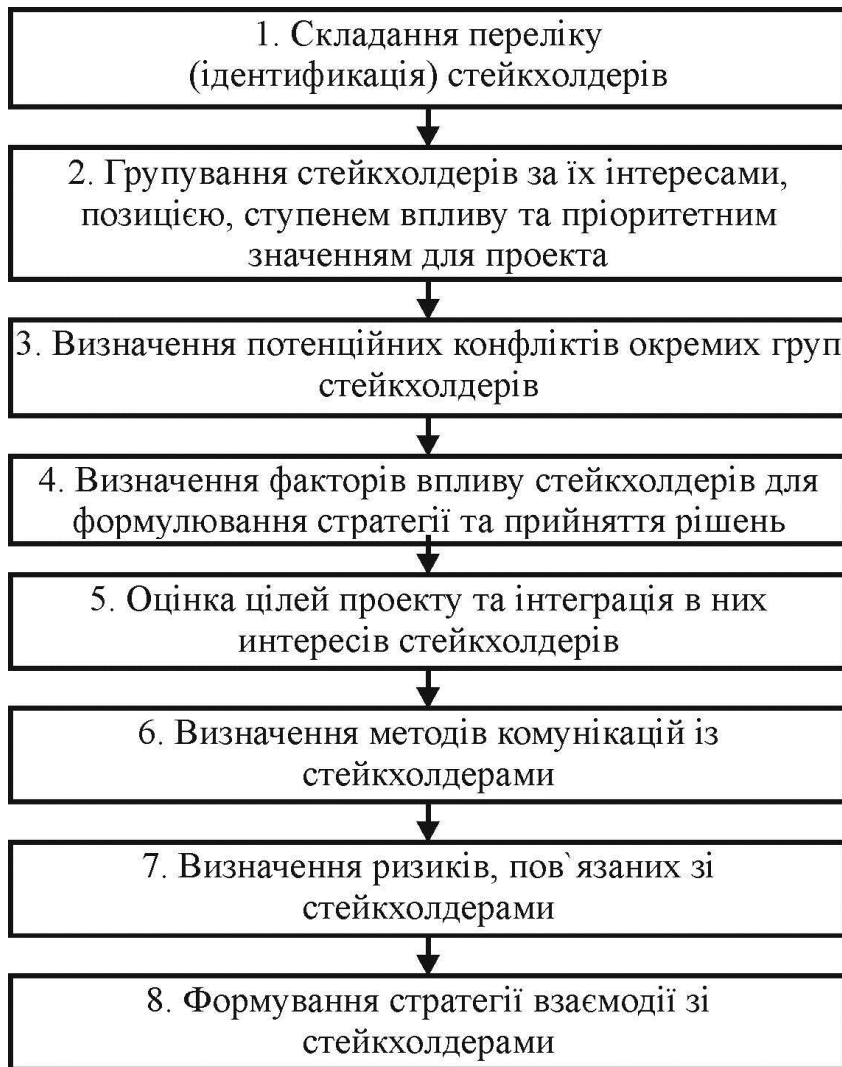 1. Складання переліку
(ідентификація) стейкхолдерів
2. Групування стейкхолдерів за їх інтересами,
позицією, ступенем впливу та пріоритетним
значенням для проекта
3. Визначення потенційних конфліктів окремих груп
стейкхолдерів
4. Визначення факторів впливу стейкхолдерів для
формулювання стратегії та прийняття рішень
5. Оцінка цілей проекту та інтеграція в них
интересів стейкхолдерів
6. Визначення методів комунікацій із
стейкхолдерами
7. Визначення ризиків, пов`язаних зі
стейкхолдерами
8. Формування стратегії взаємодії зі
стейкхолдерами